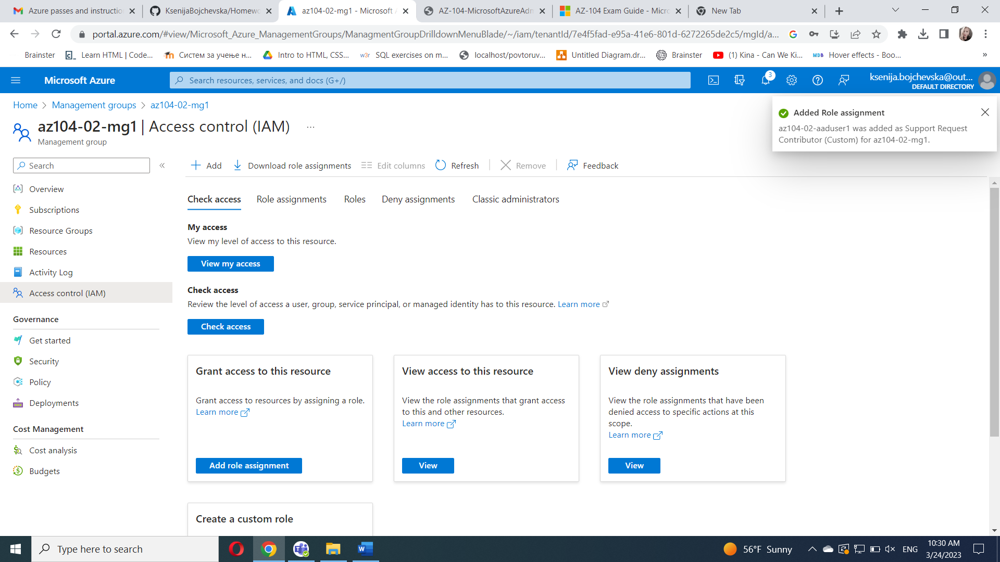 Azure passes and instructio
KsenijaBojchevska/Homewo
az104-02-mg1 - Microsoft A
AZ-104-MicrosoftAzureAdm
AZ-104 Exam Guide - Micro
New Tab
portal.azure.com/#view/Microsoft_Azure_ManagementGroups/ManagmentGroupDrilldownMenuBlade/~/iam/tenantId/7e4f5fad-e95a-41e6-801d-6272265de2c5/mgId/a...
Brainster
Learn HTML | Code...
Систем за учење н...
Intro to HTML, CSS...
w3r
SQL exercises on m...
localhost/povtoruv...
Untitled Diagram.dr...
Brainster
(1) Kina - Can We Ki...
MDB
Hover effects - Boo...
»
Microsoft Azure
Search resources, services, and docs (G+/)
3
ksenija.bojchevska@out...
DEFAULT DIRECTORY
Home > Management groups > az104-02-mg1
Added Role assignment
az104-02-aaduser1 was added as Support Request
Contributor (Custom) for az104-02-mg1.
az104-02-mg1 | Access control (IAM) ...
Management group
Search
«
Add
Download role assignments
Edit columns
Refresh
Remove
Feedback
Overview
Subscriptions
Resource Groups
Resources
Activity Log
Access control (IAM)
Governance
Get started
Security
Policy
Deployments
Cost Management
Cost analysis
Budgets
Check access
Role assignments
Roles
Deny assignments
Classic administrators
My access
View my level of access to this resource.
View my access
Check access
Review the level of access a user, group, service principal, or managed identity has to this resource. Learn more
Check access
Grant access to this resource
Grant access to resources by assigning a role.
Learn more
Add role assignment
View access to this resource
View the role assignments that grant access
to this and other resources.
Learn more
View
View deny assignments
View the role assignments that have been
denied access to specific actions at this
scope.
Learn more
View
Create a custom role
Type here to search
56°F Sunny
ENG
10:30 AM
3/24/2023